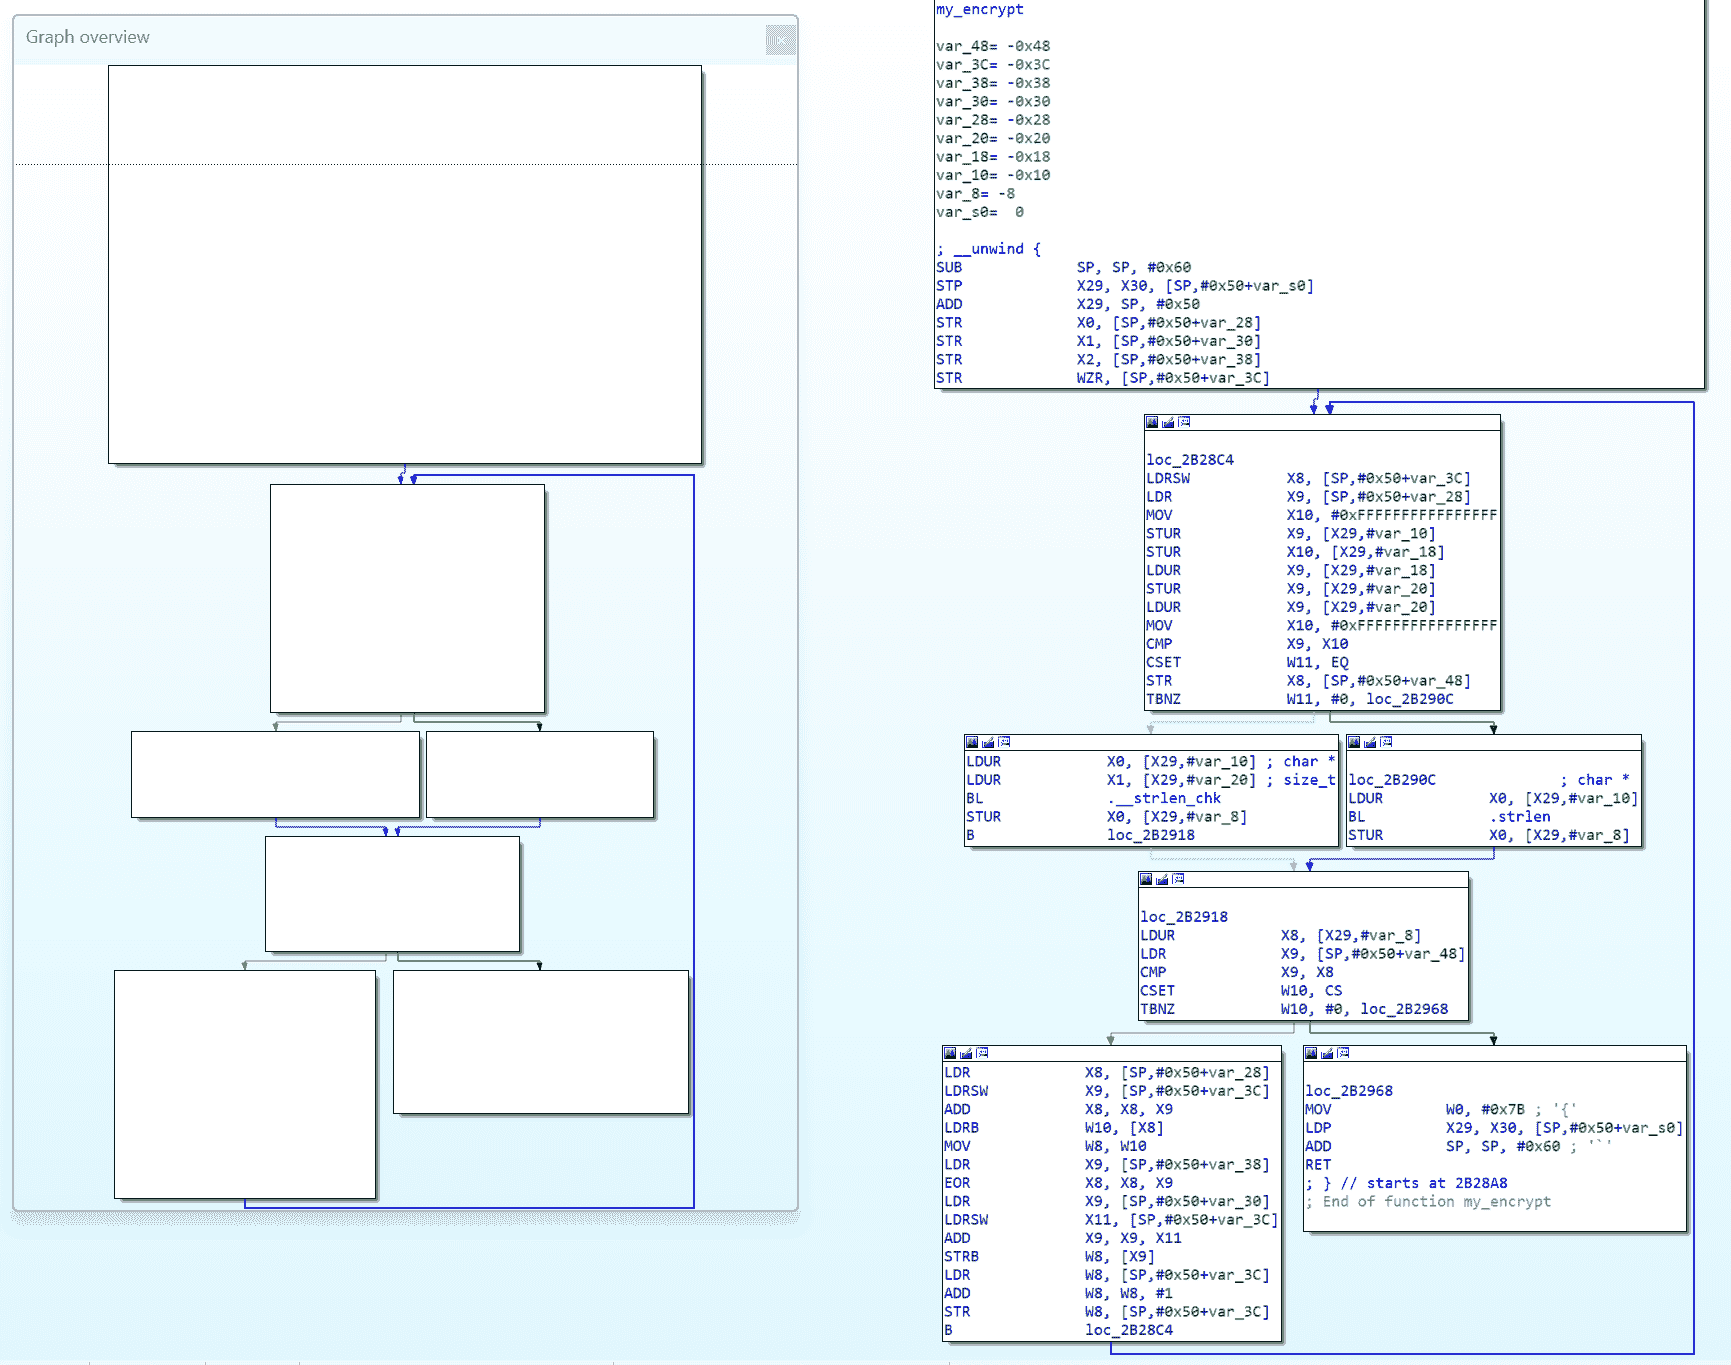 Graph overview
my_encrypt
var_48= -0x48
var_3C= -0x3C
var_38= -0x38
var_30= -0x30
var_28= -0x28
var_20= -0x20
var_18= -0x18
var_10= -0x10
var_8= -8
var_s0=  0
; __unwind {
SUB SP, SP, #0x60
STP X29, X30, [SP,#0x50+var_s0]
ADD X29, SP, #0x50
STR X0, [SP,#0x50+var_28]
STR X1, [SP,#0x50+var_30]
STR X2, [SP,#0x50+var_38]
STR WZR, [SP,#0x50+var_3C]
loc_2B28C4
LDRSW X8, [SP,#0x50+var_3C]
LDR X9, [SP,#0x50+var_28]
MOV X10, #0xFFFFFFFFFFFFFFFF
STUR X9, [X29,#var_10]
STUR X10, [X29,#var_18]
LDUR X9, [X29,#var_18]
STUR X9, [X29,#var_20]
LDUR X9, [X29,#var_20]
MOV X10, #0xFFFFFFFFFFFFFFFF
CMP X9, X10
CSET W11, EQ
STR X8, [SP,#0x50+var_48]
TBNZ W11, #0, loc_2B290C
LDUR X0, [X29,#var_10] ; char *
LDUR X1, [X29,#var_20] ; size_t
BL .__strlen_chk
STUR X0, [X29,#var_8]
B loc_2B2918
loc_2B290C ; char *
LDUR X0, [X29,#var_10]
BL .strlen
STUR X0, [X29,#var_8]
loc_2B2918
LDUR X8, [X29,#var_8]
LDR X9, [SP,#0x50+var_48]
CMP X9, X8
CSET W10, CS
TBNZ W10, #0, loc_2B2968
LDR X8, [SP,#0x50+var_28]
LDRSW X9, [SP,#0x50+var_3C]
ADD X8, X8, X9
LDRB W10, [X8]
MOV W8, W10
LDR X9, [SP,#0x50+var_38]
EOR X8, X8, X9
LDR X9, [SP,#0x50+var_30]
LDRSW X11, [SP,#0x50+var_3C]
ADD X9, X9, X11
STRB W8, [X9]
LDR W8, [SP,#0x50+var_3C]
ADD W8, W8, #1
STR W8, [SP,#0x50+var_3C]
B loc_2B28C4
loc_2B2968
MOV W0, #0x7B ; '{'
LDP X29, X30, [SP,#0x50+var_s0]
ADD SP, SP, #0x60 ; '`'
RET
; } // starts at 2B28A8
; End of function my_encrypt